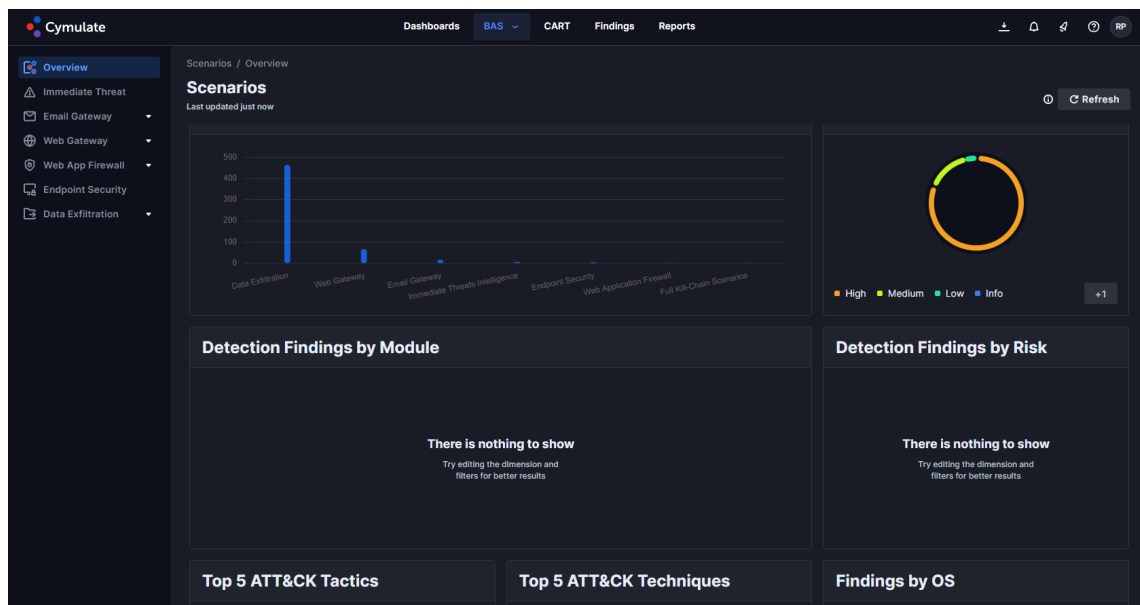 Cymulate
Dashboards
BAS
CART
Findings
Reports
RP
Overview
Immediate Threat
Email Gateway
Web Gateway
Web App Firewall
Endpoint Security
Data Exfiltration
Scenarios / Overview
Scenarios
Last updated just now
Refresh
500
400
300
200
100
0
Data Exfiltration
Web Gateway
Email Gateway
Immediate Threats Intelligence
Endpoint Security
Web Application Firewall
Full Kill-Chain Scenarios
High
Medium
Low
Info
+1
Detection Findings by Module
There is nothing to show
Try editing the dimension and
filters for better results
Detection Findings by Risk
There is nothing to show
Try editing the dimension and
filters for better results
Top 5 ATT&CK Tactics
Top 5 ATT&CK Techniques
Findings by OS